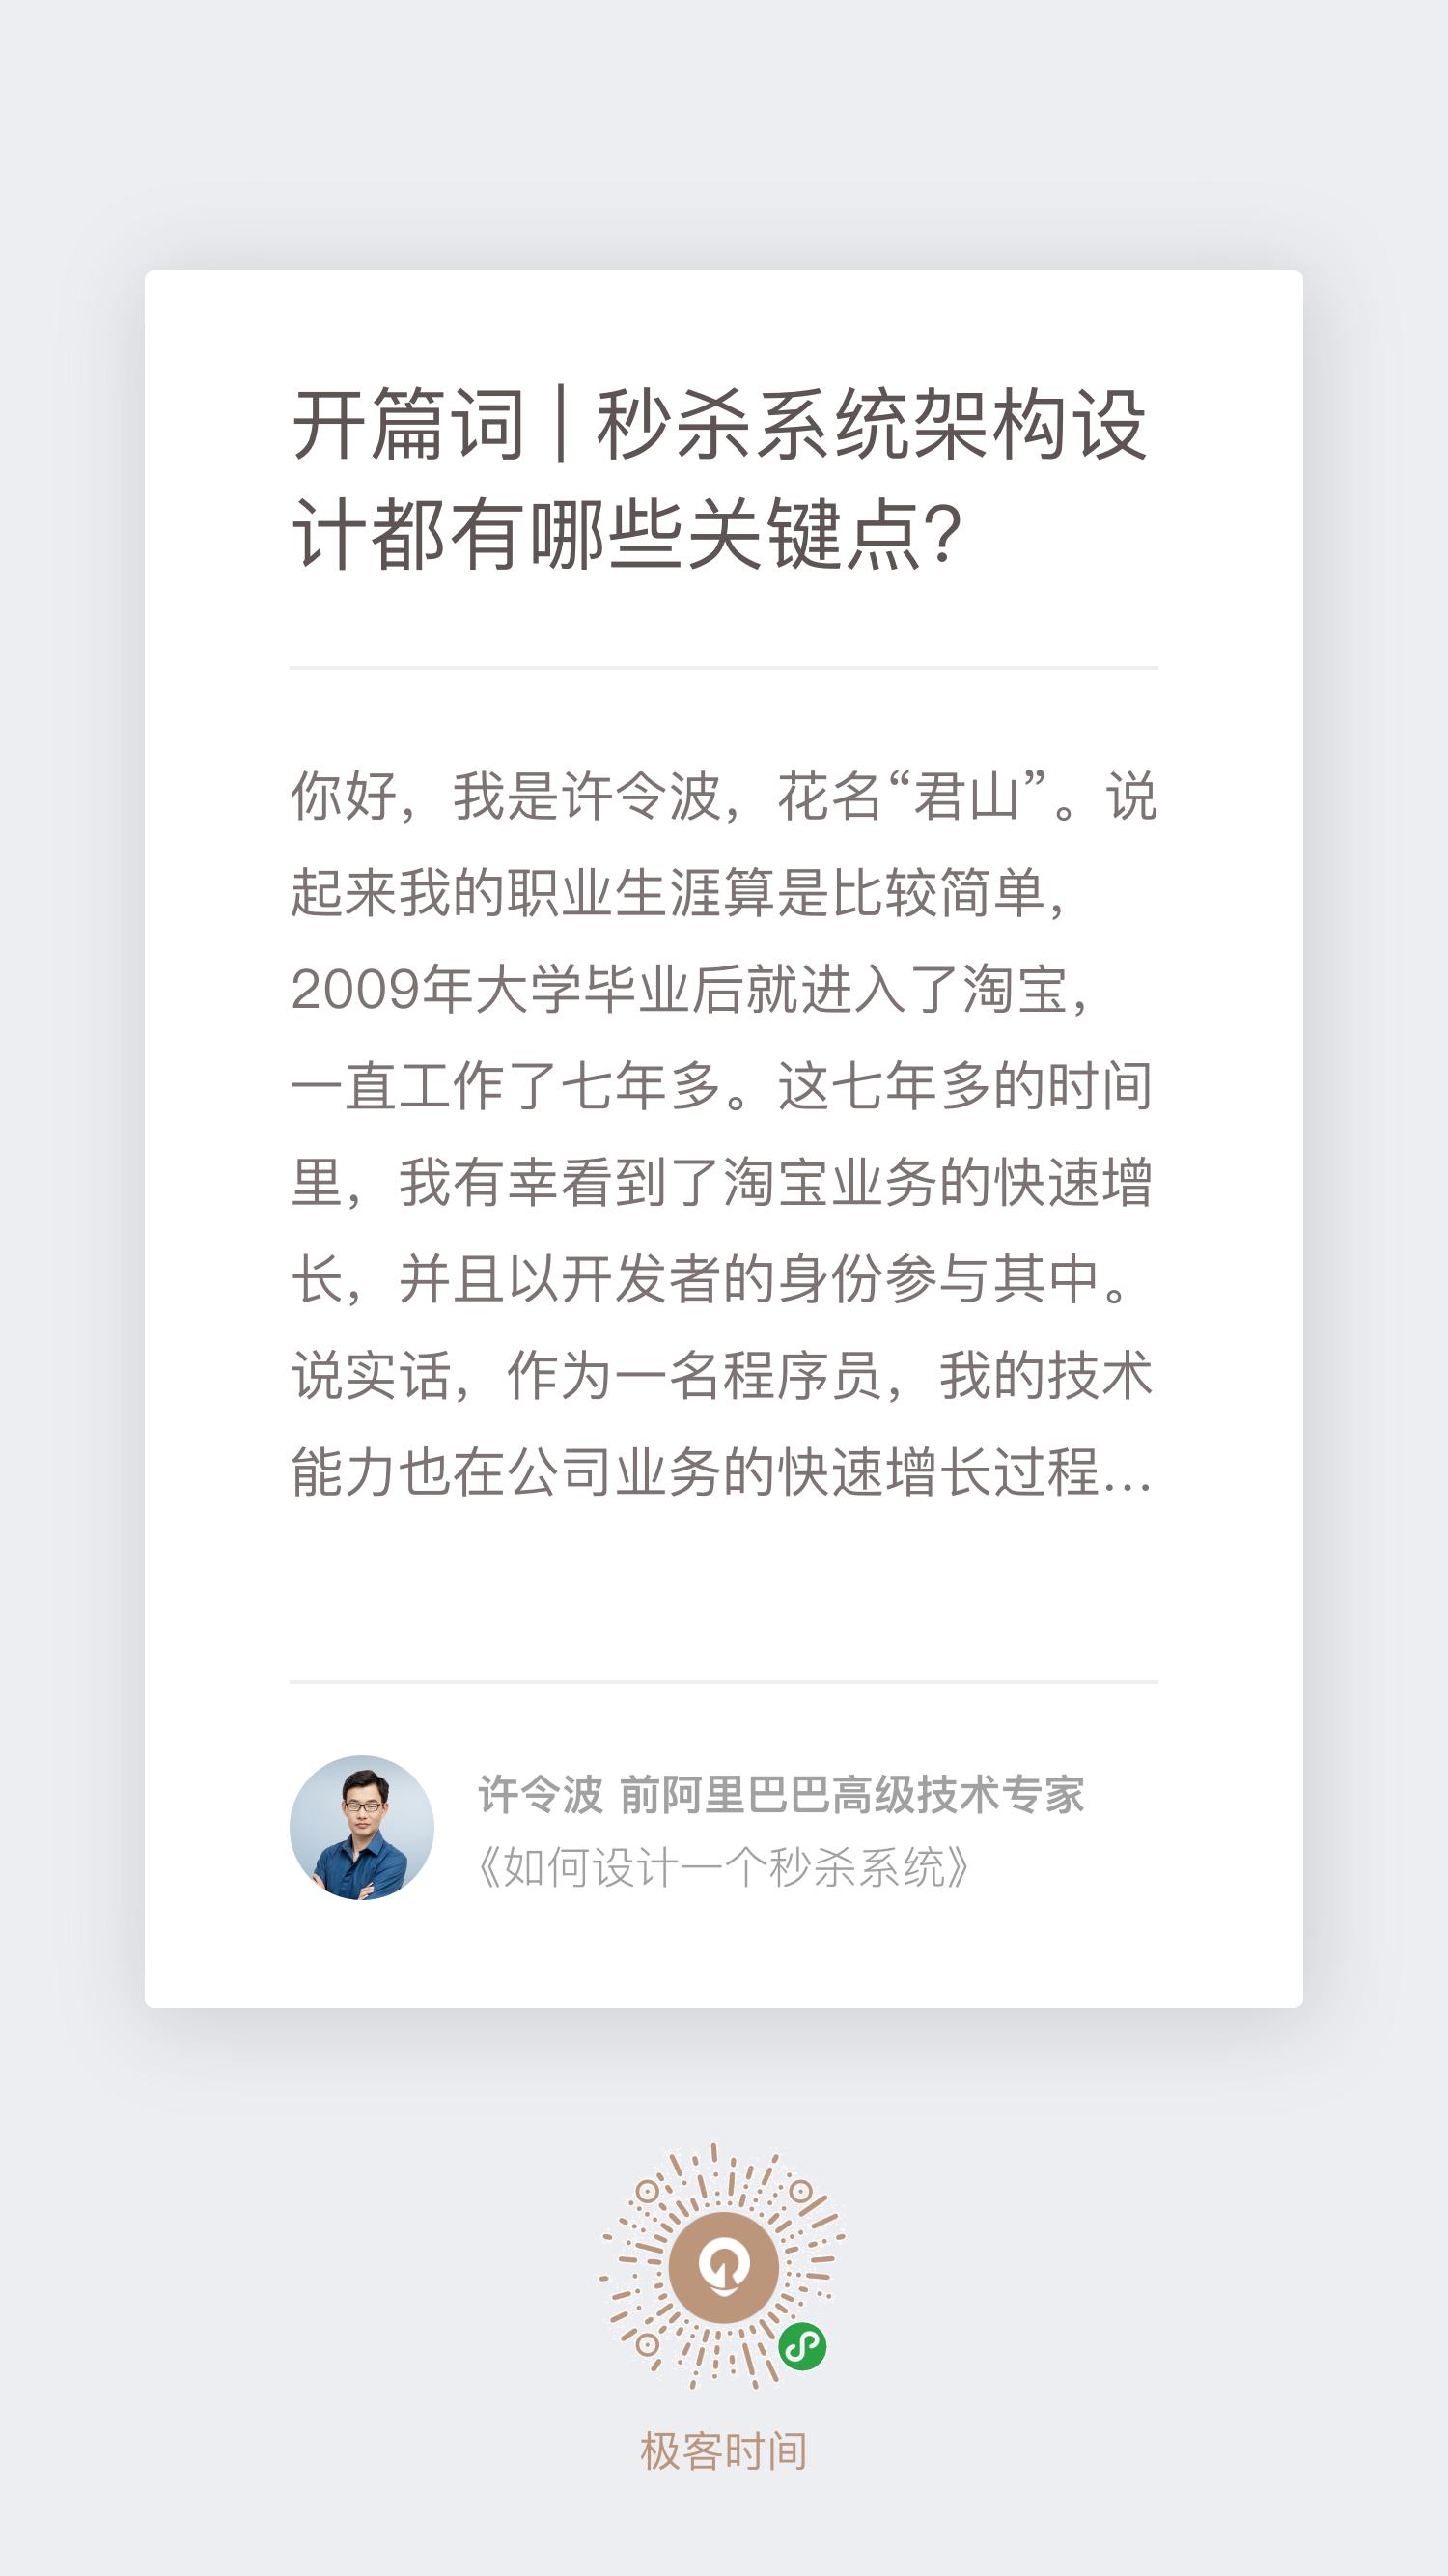 开篇词 | 秒杀系统架构设
计都有哪些关键点？
你好，我是许令波，花名“君山”。说
起来我的职业生涯算是比较简单，
2009年大学毕业后就进入了淘宝，
一直工作了七年多。这七年多的时间
里，我有幸看到了淘宝业务的快速增
长，并且以开发者的身份参与其中。
说实话，作为一名程序员，我的技术
能力也在公司业务的快速增长过程...
许令波 前阿里巴巴高级技术专家
《如何设计一个秒杀系统》
极客时间